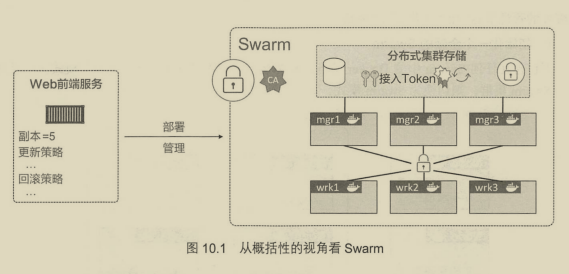 Web前端服务
副本=5
更新策略
…
回滚策略
…
部署
管理
Swarm
CA
分布式集群存储
接入Token
mgr1
mgr2
mgr3
wrk1
wrk2
wrk3
图 10.1 从概括性的视角看 Swarm